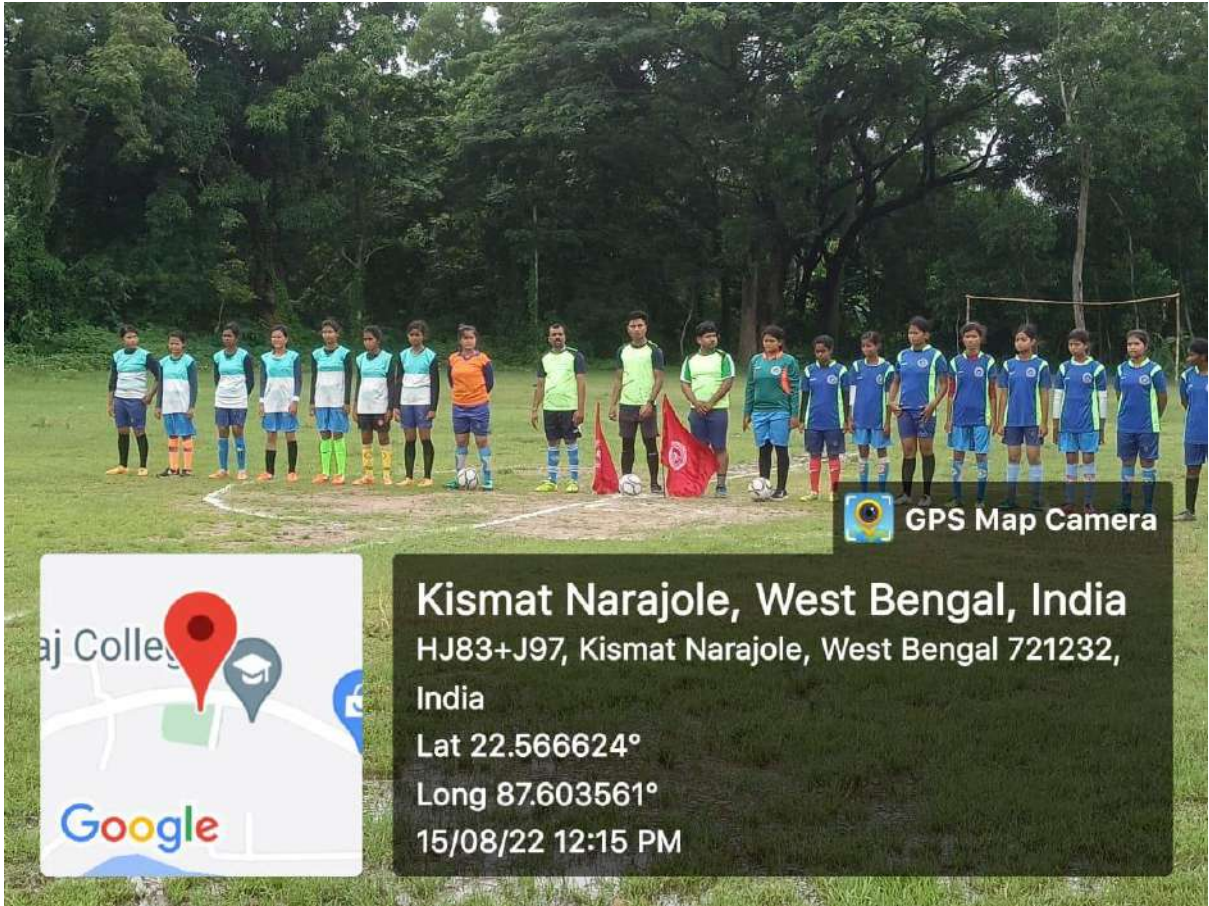 GPS Map Camera
Kismat Narajole, West Bengal, India
HJ83+J97, Kismat Narajole, West Bengal 721232,
India
Lat 22.566624°
Long 87.603561°
15/08/22 12:15 PM
aj Colle
Google